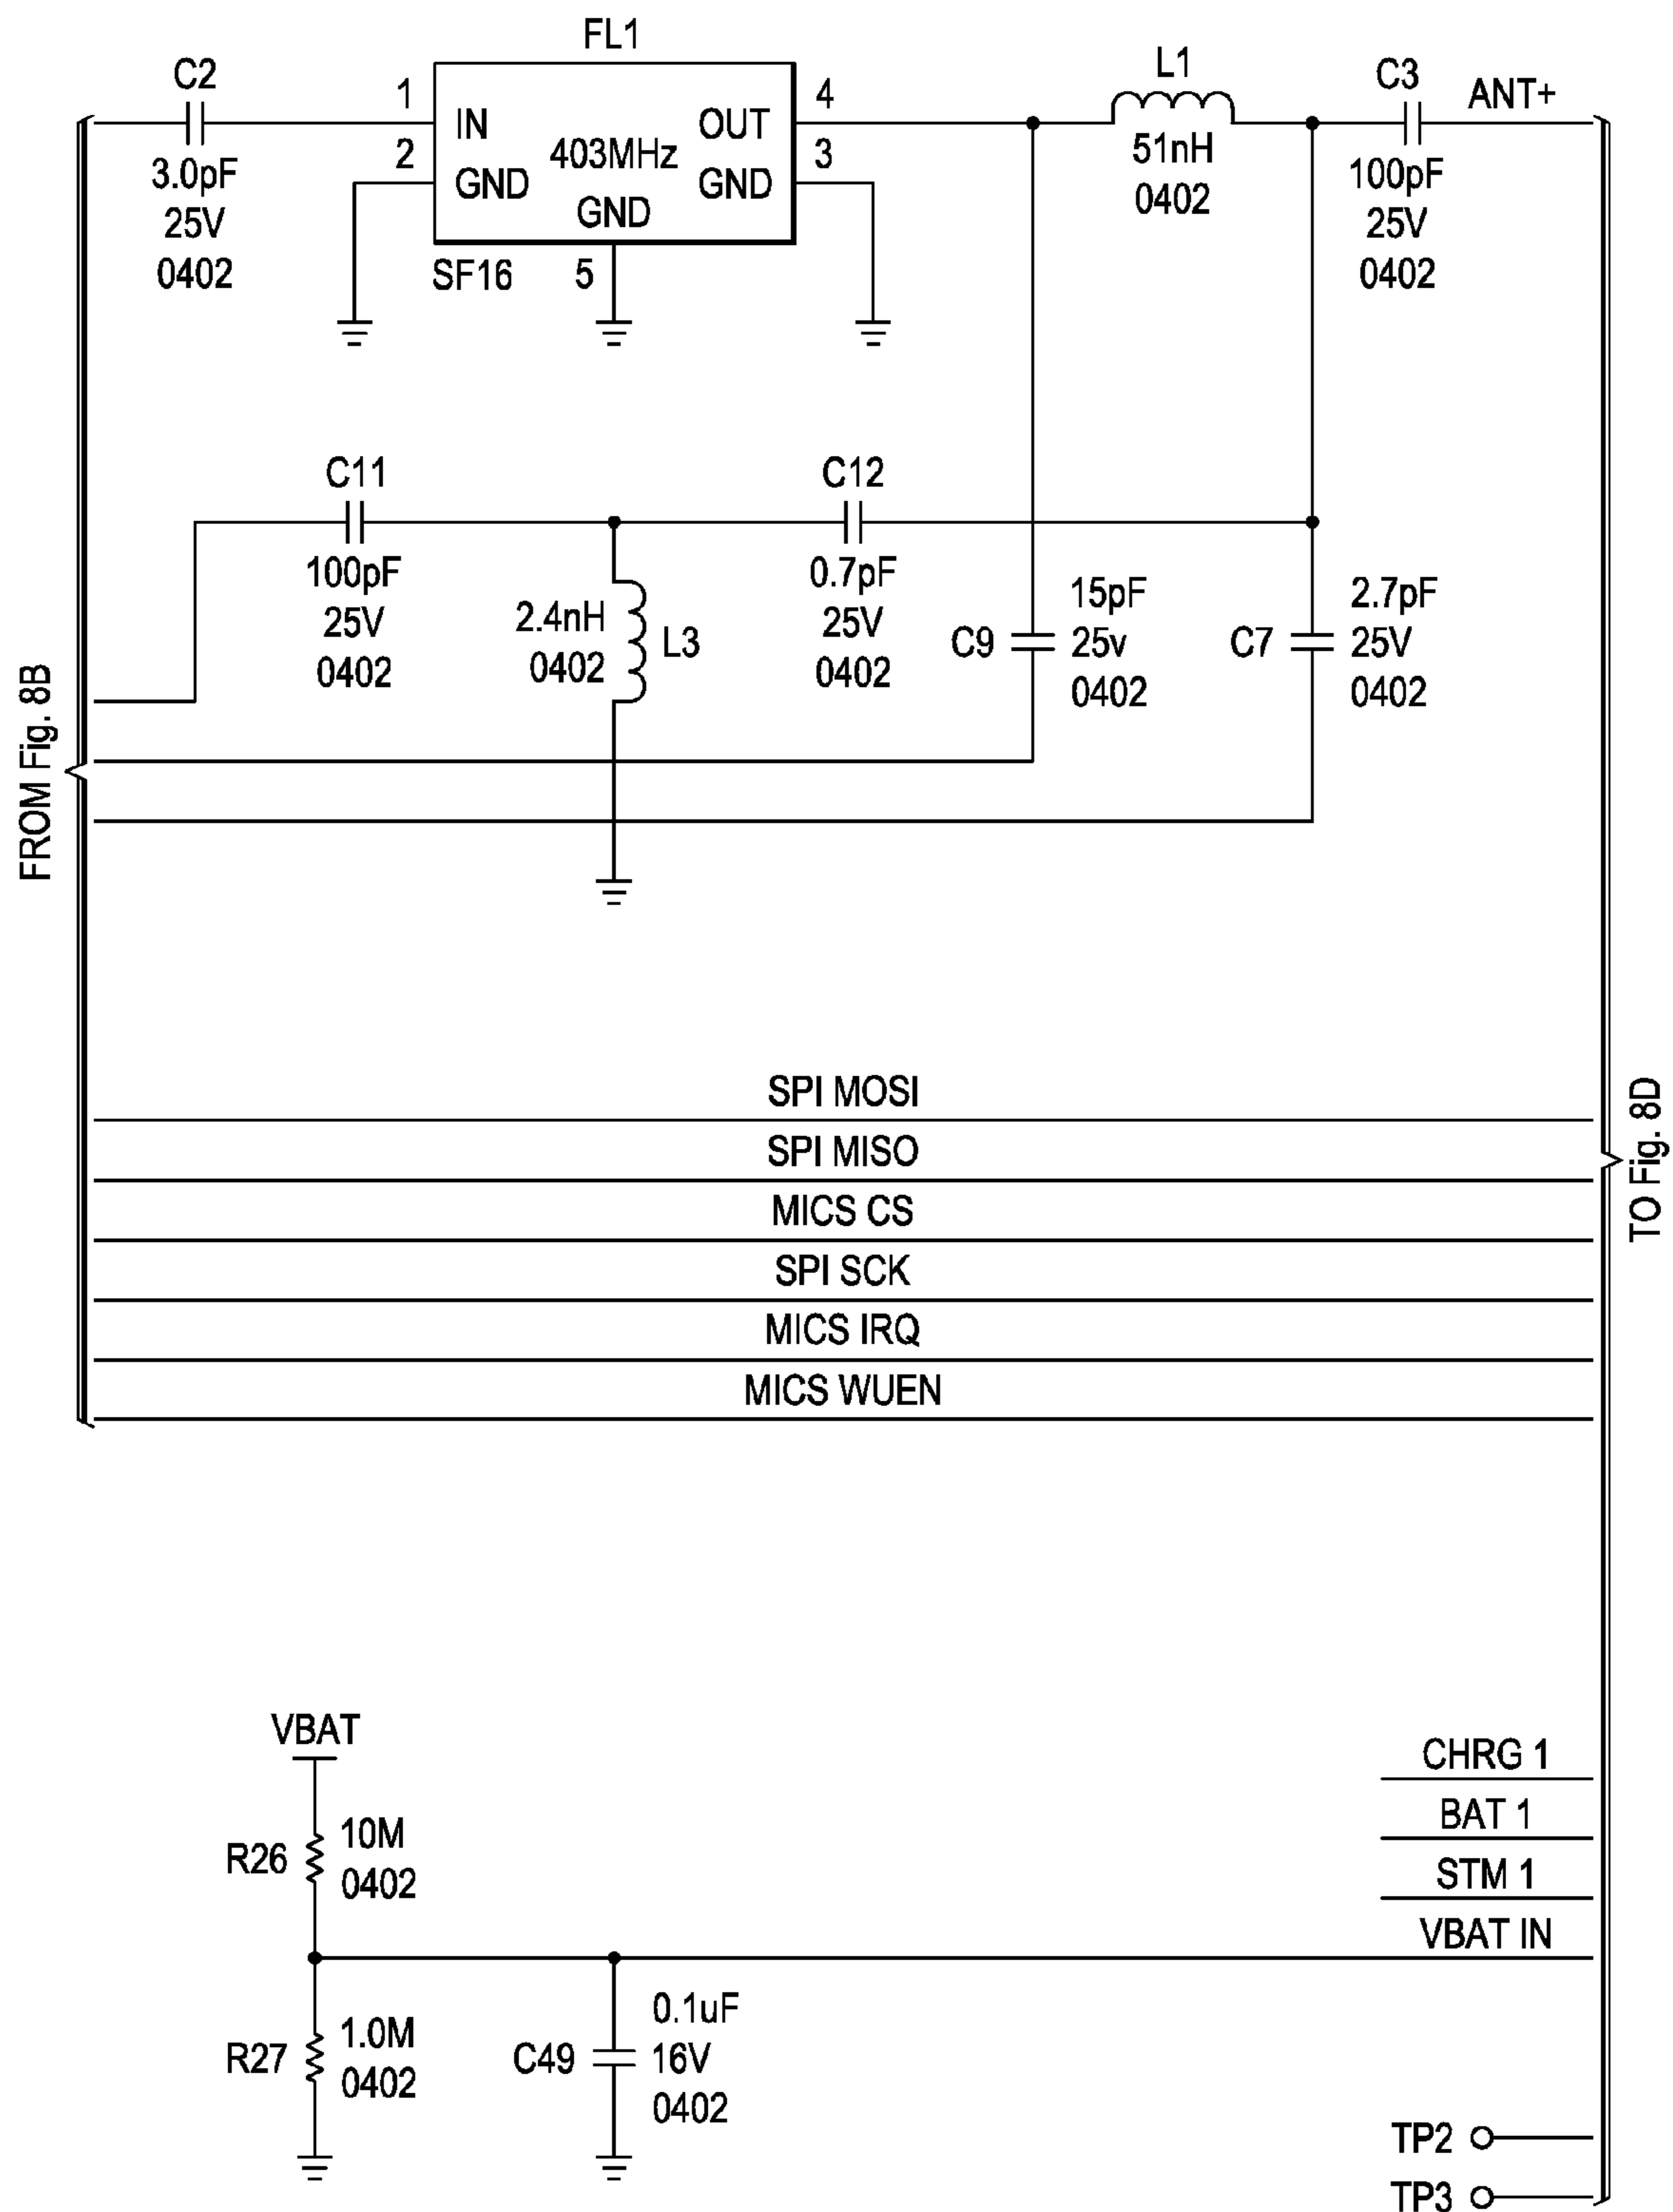 FL1
C2
3.0pF
25V
0402
1
2
IN
GND
403MHz
GND
OUT
GND
4
3
SF16
5
L1
51nH
0402
C3
100pF
25V
0402
ANT+
C11
100pF
25V
0402
2.4nH
0402
L3
C12
0.7pF
25V
0402
C9
15pF
25v
0402
C7
2.7pF
25V
0402
FROM Fig. 8B
SPI MOSI
SPI MISO
MICS CS
SPI SCK
MICS IRQ
MICS WUEN
TO Fig. 8D
VBAT
R26
10M
0402
R27
1.0M
0402
C49
0.1uF
16V
0402
CHRG 1
BAT 1
STM 1
VBAT IN
TP2
TP3